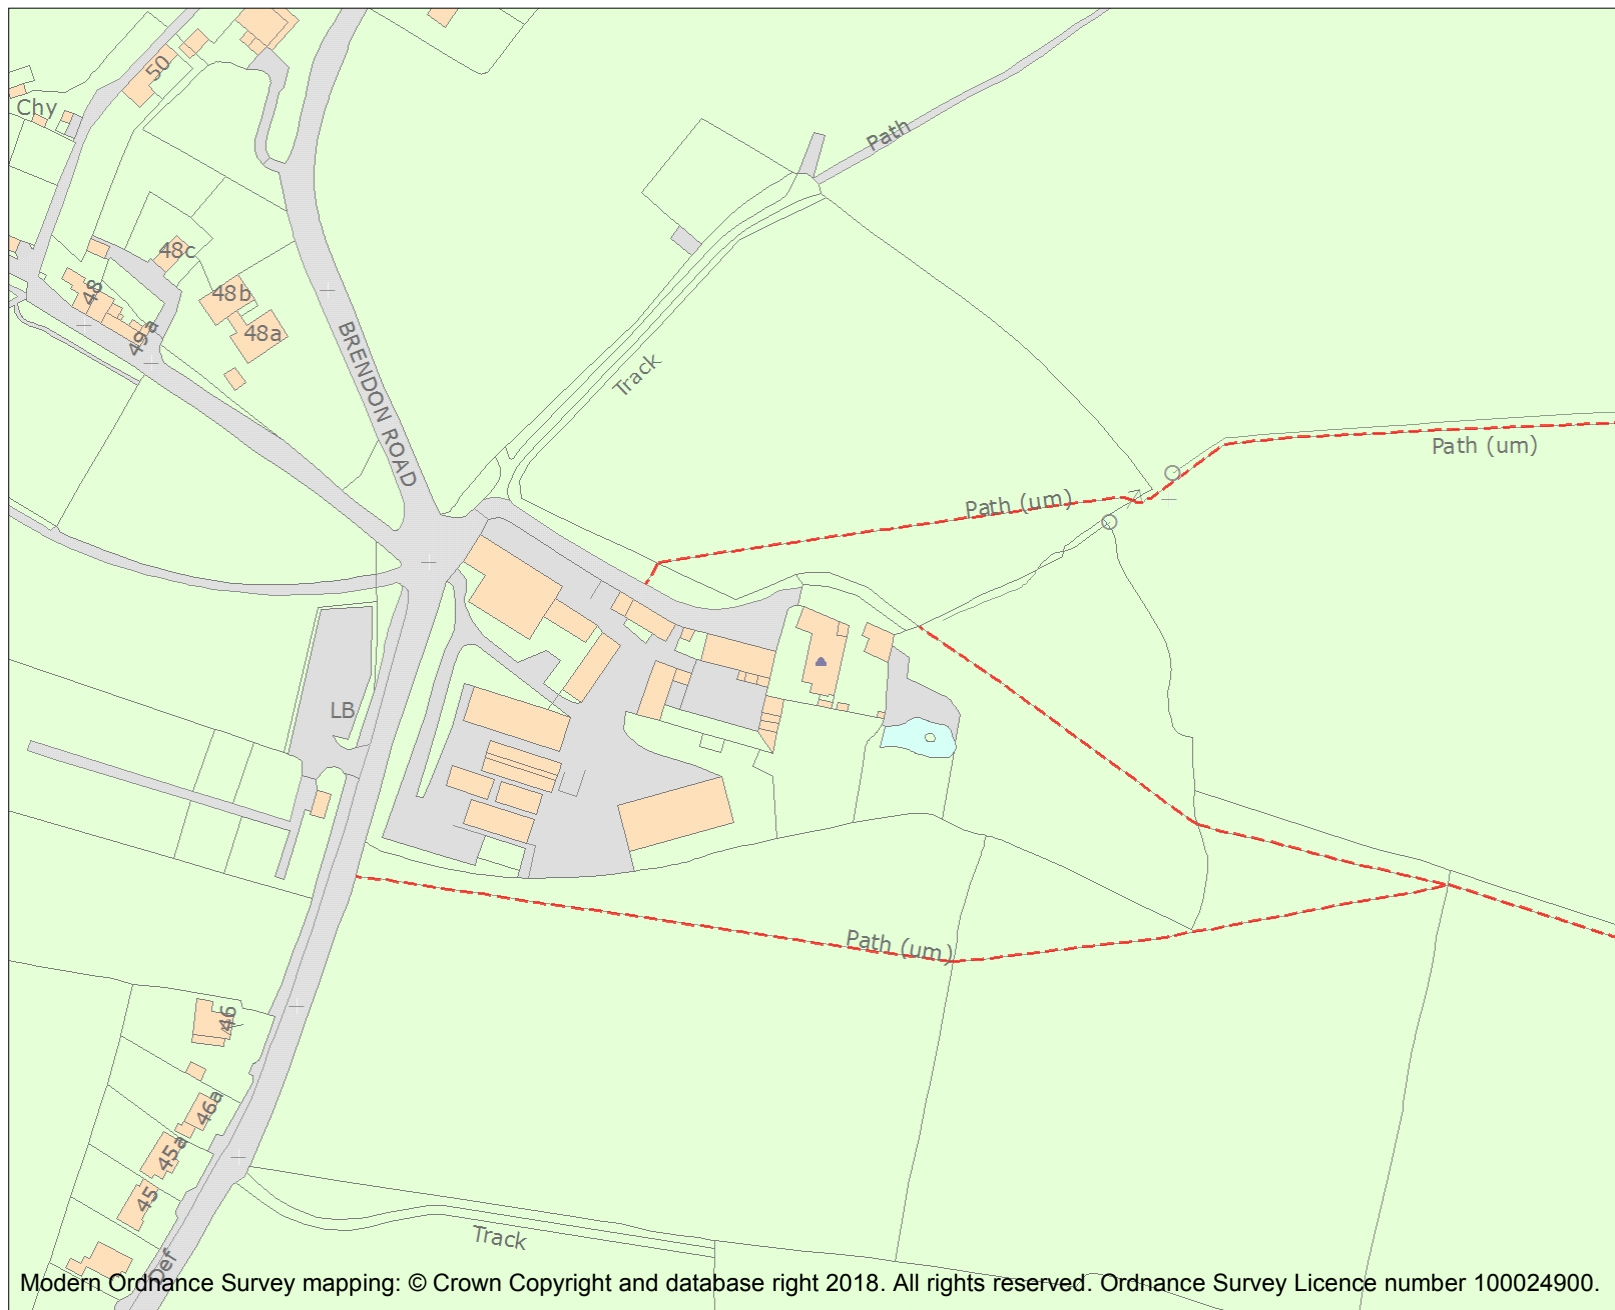 50
Chy
Path
48c
48b
48
48a
49a
BRENDON ROAD
Track
Path (um)
Path (um)
LB
Path (um)
46
46a
45a
45
Track
Def
Modern Ordnance Survey mapping: © Crown Copyright and database right 2018. All rights reserved. Ordnance Survey Licence number 100024900.